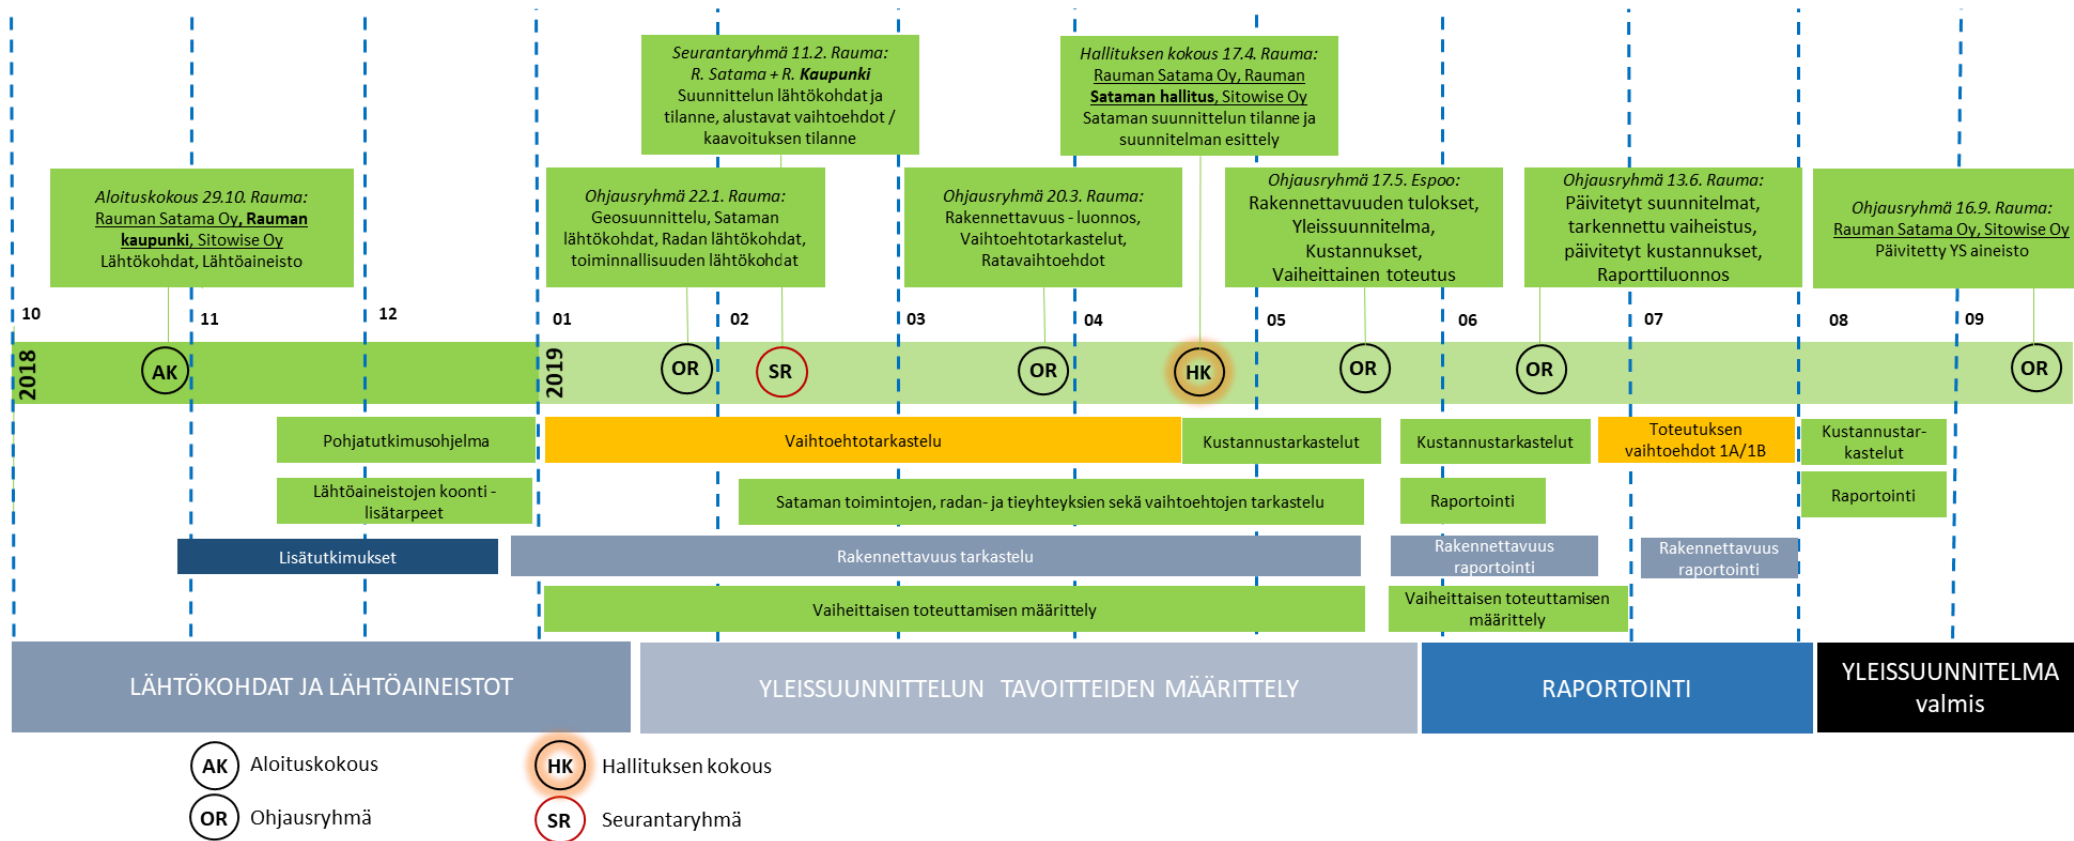 Seurantaryhmä 11.2. Rauma:
R. Satama + R. Kaupunki
Suunnittelun lähtökohdat ja
tilanne, alustavat vaihtoehdot /
kaavoituksen tilanne
Hallituksen kokous 17.4. Rauma:
Rauman Satama Oy, Rauman
Sataman hallitus, Sitowise Oy
Sataman suunnittelun tilanne ja
suunnitelman esittely
Aloituskokous 29.10. Rauma:
Rauman Satama Oy, Rauman
kaupunki, Sitowise Oy
Lähtökohdat, Lähtöaineisto
Ohjausryhmä 22.1. Rauma:
Geosuunnittelu, Sataman
lähtökohdat, Radan lähtökohdat,
toiminnallisuuden lähtökohdat
Ohjausryhmä 20.3. Rauma:
Rakennettavuus - luonnos,
Vaihtoehtotarkastelut,
Ratavaihtoehdot
Ohjausryhmä 17.5. Espoo:
Rakennettavuuden tulokset,
Yleissuunnitelma,
Kustannukset,
Vaiheittainen toteutus
Ohjausryhmä 13.6. Rauma:
Päivitetyt suunnitelmat,
tarkennettu vaiheistus,
päivitetyt kustannukset,
Raporttiluonnos
Ohjausryhmä 16.9. Rauma:
Rauman Satama Oy, Sitowise Oy
Päivitetty YS aineisto
10
11
12
01
02
03
04
05
06
07
08
09
2018
AK
2019
OR
SR
OR
HK
OR
OR
OR
Pohjatutkimusohjelma
Vaihtoehtotarkastelu
Kustannustarkastelut
Kustannustarkastelut
Toteutuksen
vaihtoehdot 1A/1B
Kustannustar-
kastelut
Lähtöaineistojen koonti -
lisätarpeet
Sataman toimintojen, radan- ja tieyhteyksien sekä vaihtoehtojen tarkastelu
Raportointi
Raportointi
Lisätutkimukset
Rakennettavuus tarkastelu
Rakennettavuus
raportointi
Rakennettavuus
raportointi
Vaiheittaisen toteuttamisen määrittely
Vaiheittaisen toteuttamisen
määrittely
LÄHTÖKOHDAT JA LÄHTÖAINEISTOT
YLEISSUUNNITTELUN TAVOITTEIDEN MÄÄRITTELY
RAPORTOINTI
YLEISSUUNNITELMA
valmis
AK Aloituskokous
HK Hallituksen kokous
OR Ohjausryhmä
SR Seurantaryhmä